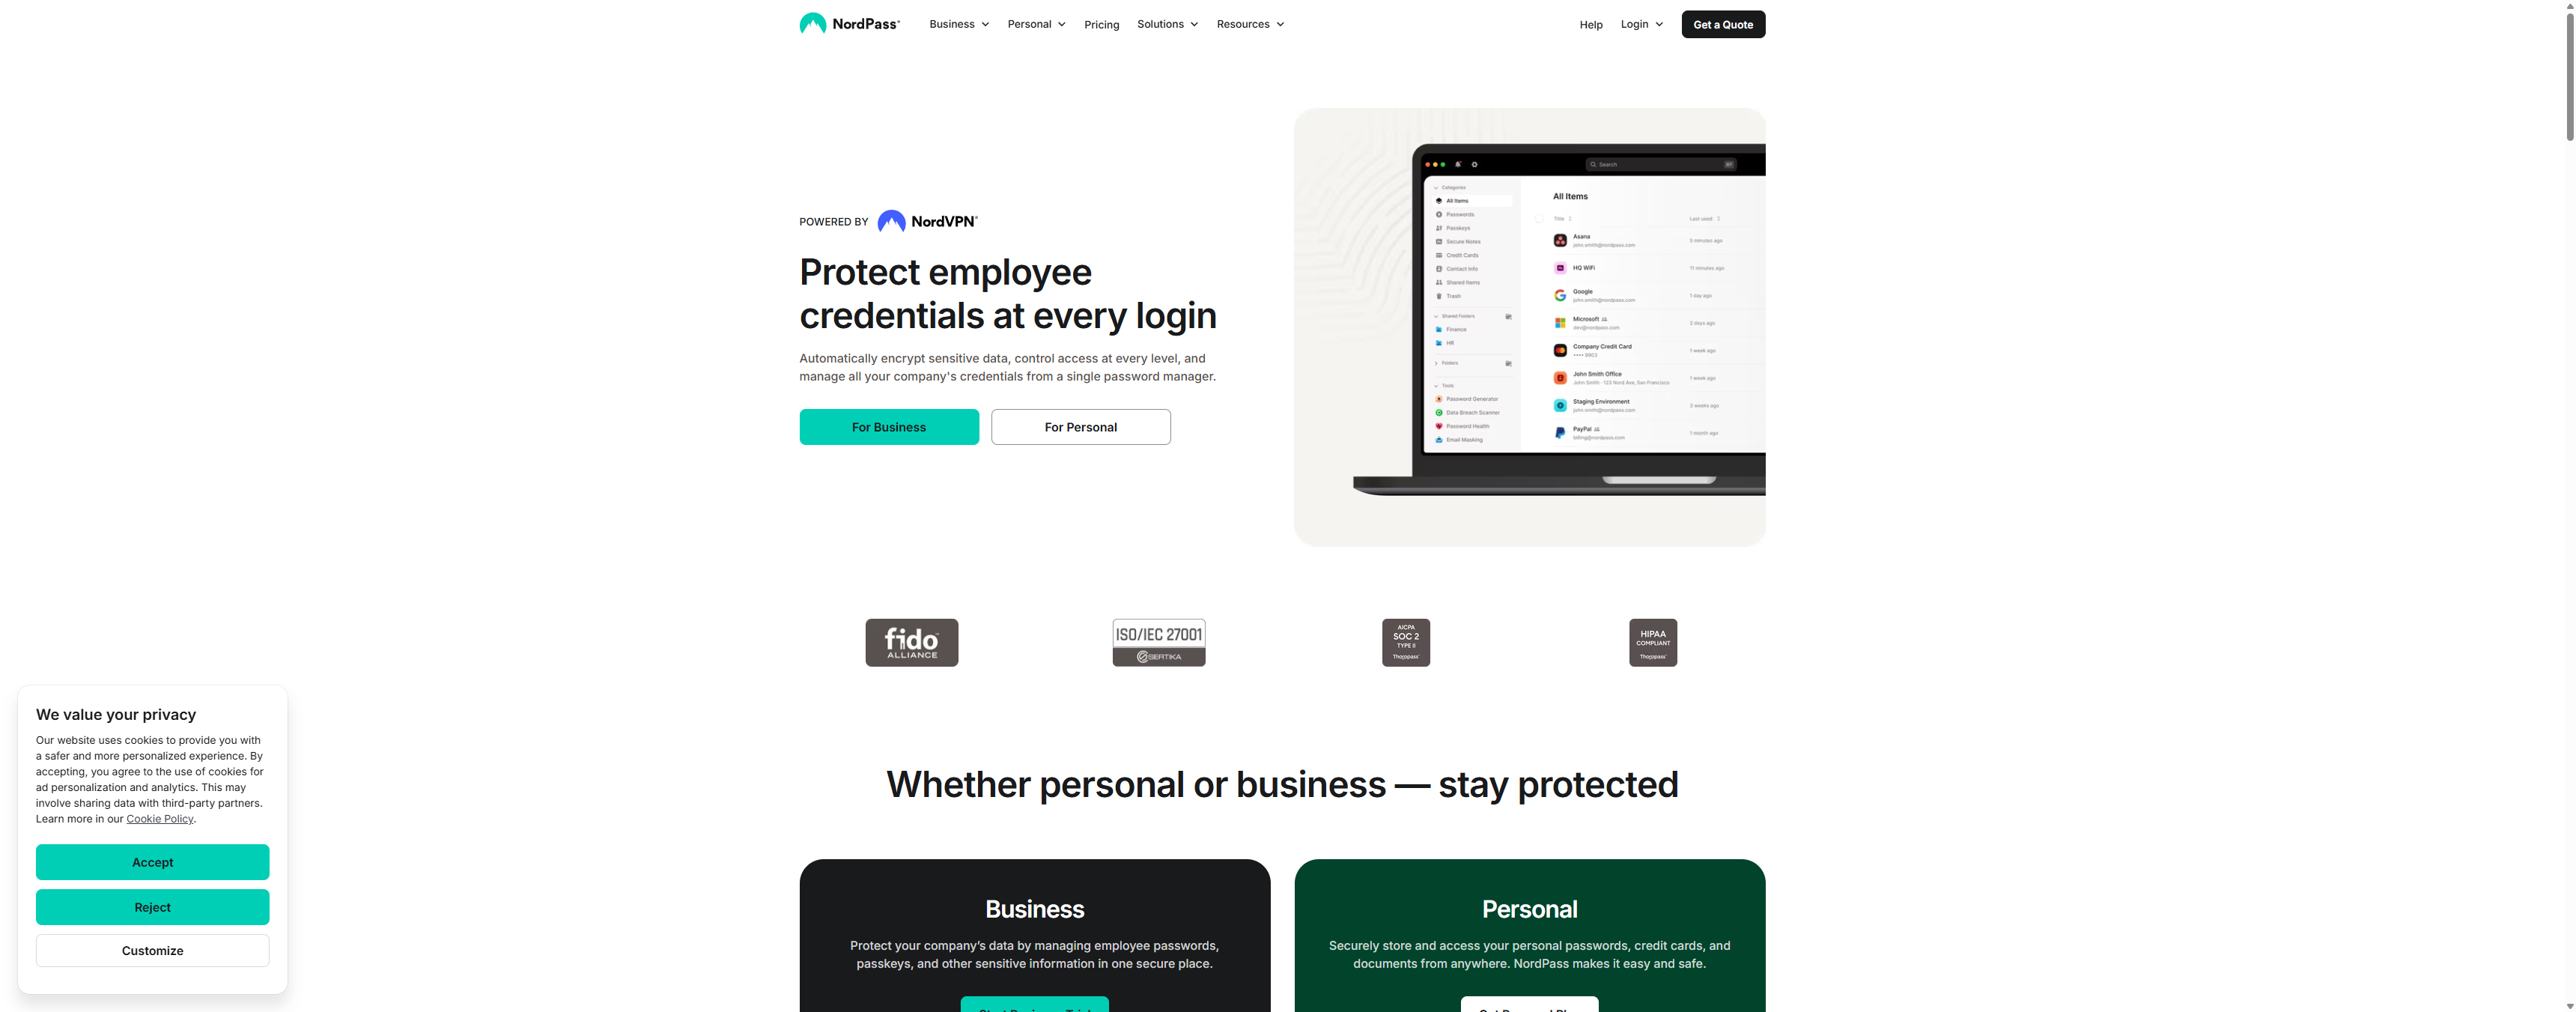 NordPass®
Business
Personal
Pricing
Solutions
Resources
Help
Login
Get a Quote
POWERED BY
NordVPN®
Protect employee
credentials at every login
Automatically encrypt sensitive data, control access at every level, and
manage all your company's credentials from a single password manager.
For Business
For Personal
Search
Categories
All Items
Passwords
Passkeys
Secure Notes
Credit Cards
Contact Info
Shared Items
Trash
Shared Folders
Finance
HR
Folders
Tools
Password Generator
Data Breach Scanner
Password Health
Email Masking
All Items
Title
Last used
Asana
john.smith@nordpass.com
5 minutes ago
HQ WiFi
11 minutes ago
Google
john.smith@nordpass.com
1 day ago
Microsoft
dev@nordpass.com
3 days ago
Company Credit Card
•••• 9903
1 week ago
John Smith Office
John Smith - 123 Nord Ave, San Francisco
1 week ago
Staging Environment
john.smith@nordpass.com
3 weeks ago
PayPal
billing@nordpass.com
1 month ago
fido
ALLIANCE
ISO/IEC 27001
SERTIKA
AICPA
SOC 2
TYPE II
Thoropass
HIPAA
COMPLIANT
Thoropass
Whether personal or business — stay protected
Business
Protect your company’s data by managing employee passwords,
passkeys, and other sensitive information in one secure place.
Personal
Securely store and access your personal passwords, credit cards, and
documents from anywhere. NordPass makes it easy and safe.
We value your privacy
Our website uses cookies to provide you with
a safer and more personalized experience. By
accepting, you agree to the use of cookies for
ad personalization and analytics. This may
involve sharing data with third-party partners.
Learn more in our Cookie Policy.
Accept
Reject
Customize